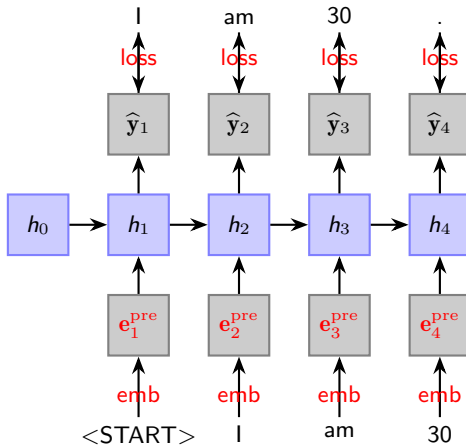 I am 30 .
loss loss loss loss
ŷ₁ ŷ₂ ŷ₃ ŷ₄
h₀ h₁ h₂ h₃ h₄
e₁ᵖʳᵉ e₂ᵖʳᵉ e₃ᵖʳᵉ e₄ᵖʳᵉ
emb emb emb emb
<START> I am 30